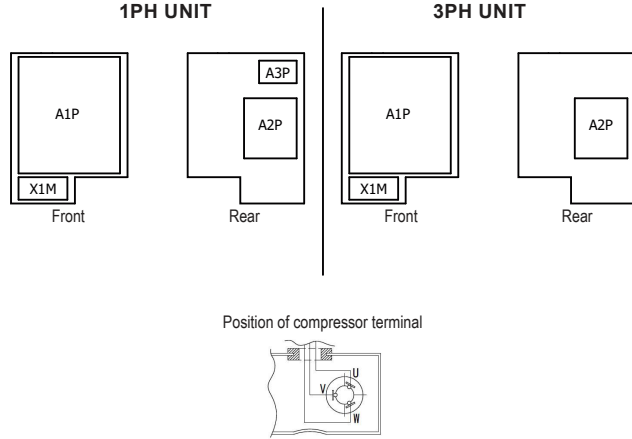 1PH UNIT
A1P
X1M
Front
A3P
A2P
Rear
3PH UNIT
A1P
X1M
Front
A2P
Rear
Position of compressor terminal
U
V
W